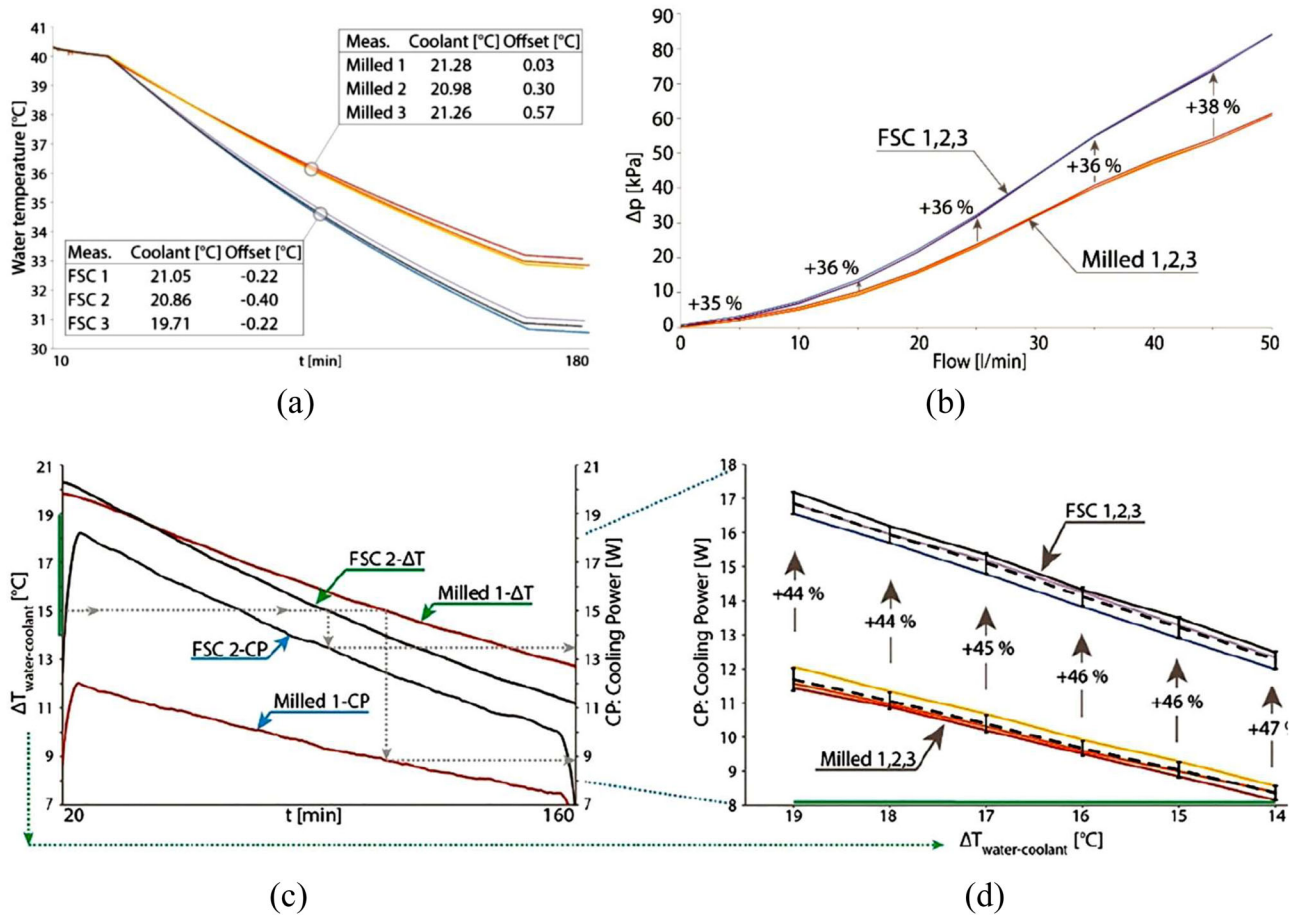 41
40
39
38
37
36
35
34
33
32
31
30
Water temperature [°C]
Meas. Coolant [°C] Offset [°C]
Milled 1 21.28 0.03
Milled 2 20.98 0.30
Milled 3 21.26 0.57
Meas. Coolant [°C] Offset [°C]
FSC 1 21.05 -0.22
FSC 2 20.86 -0.40
FSC 3 19.71 -0.22
10 t [min] 180
(a)
90
80
70
60
50
40
30
20
10
0
Δp [kPa]
FSC 1,2,3
+38 %
+36 %
+36 %
+36 %
+35 %
Milled 1,2,3
0 10 20 30 40 50
Flow [l/min]
(b)
21
19
17
15
13
11
9
7
ΔT water-coolant [°C]
FSC 2-ΔT
Milled 1-ΔT
FSC 2-CP
Milled 1-CP
21
19
17
15
13
11
9
7
CP: Cooling Power [W]
20 t [min] 160
(c)
18
17
16
15
14
13
12
11
10
9
8
CP: Cooling Power [W]
FSC 1,2,3
+44 %
+44 %
+45 %
+46 %
+46 %
+47 %
Milled 1,2,3
19 18 17 16 15 14
ΔT water-coolant [°C]
(d)